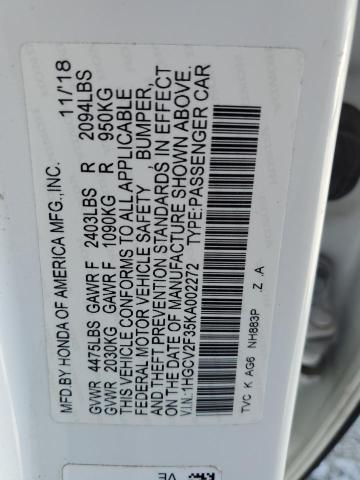 MFD.BY HONDA OF AMERICA MFG.,INC. 11/18
GVWR 4475LBS GAWR F 2403LBS R 2094LBS
GVWR 2030KG GAWR F 1090KG R 950KG
THIS VEHICLE CONFORMS TO ALL APPLICABLE
FEDERAL MOTOR VEHICLE SAFETY, BUMPER,
AND THEFT PREVENTION STANDARDS IN EFFECT
ON THE DATE OF MANUFACTURE SHOWN ABOVE.
V.I.N.:1HGCV2F35KA002272 TYPE:PASSENGER CAR
TVC K AG6 NH883P .Z .A
VE